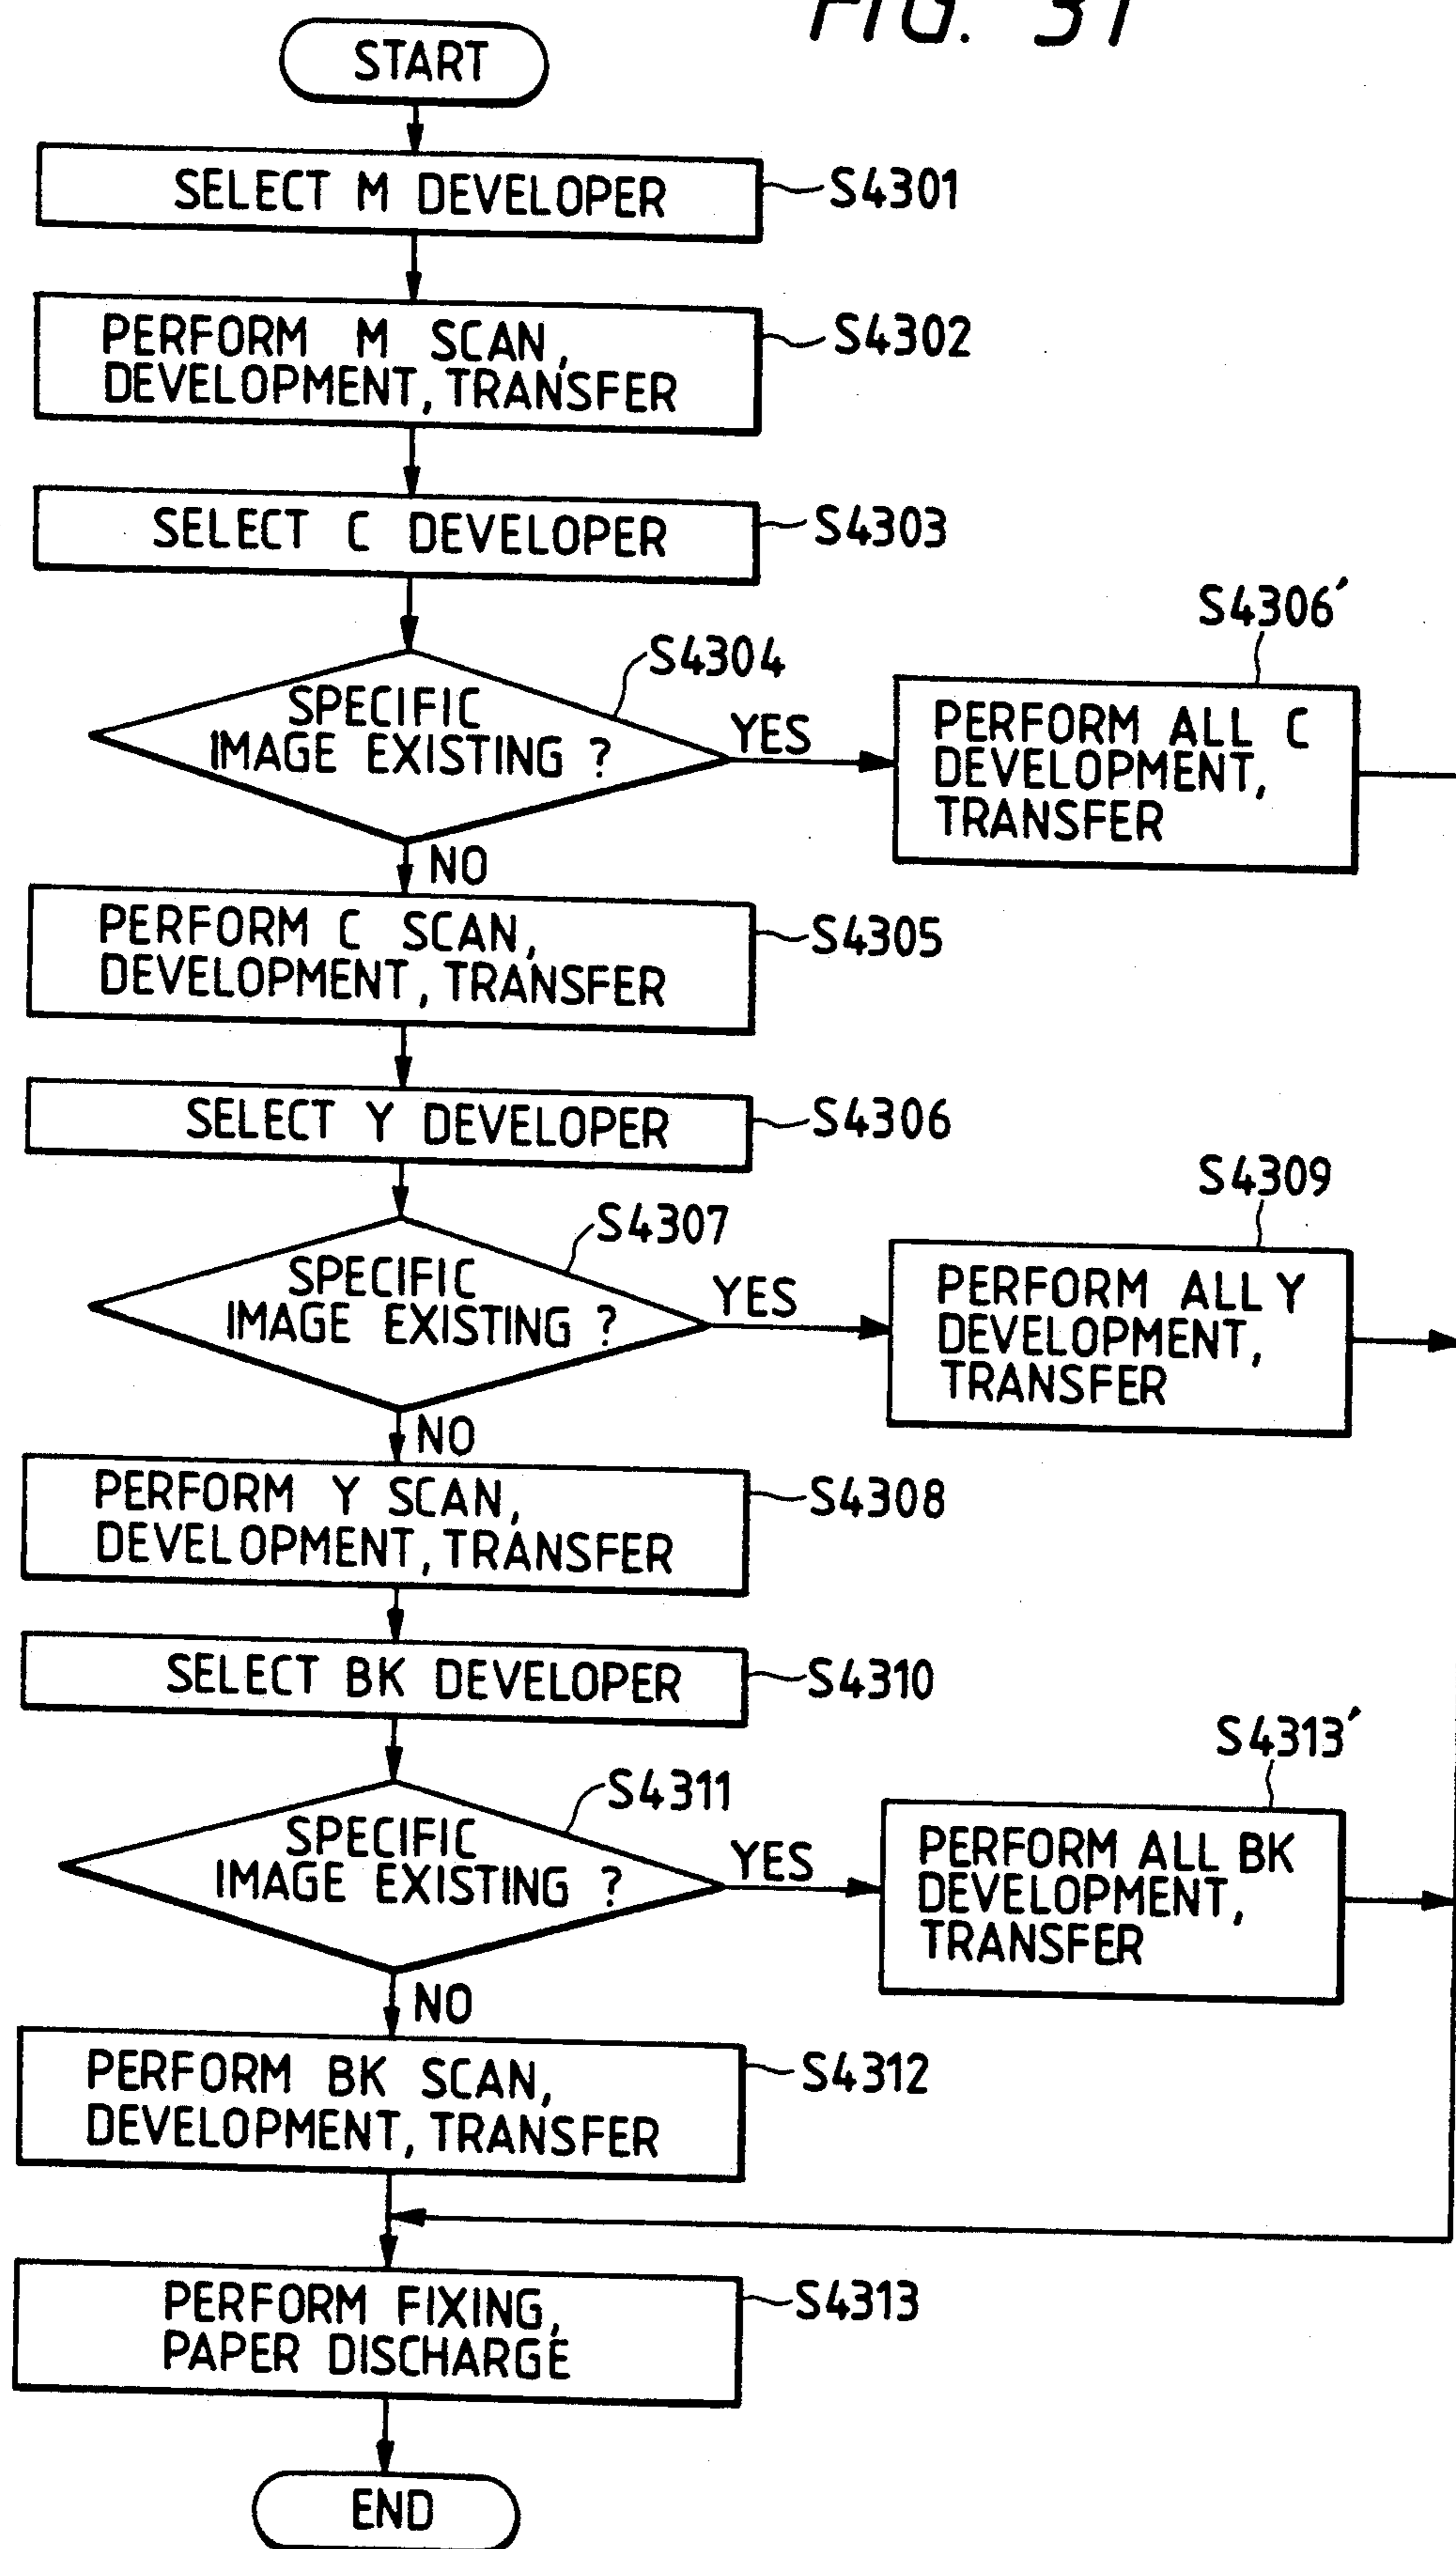 FIG. 31
START
SELECT M DEVELOPER
S4301
PERFORM M SCAN,
DEVELOPMENT, TRANSFER
S4302
SELECT C DEVELOPER
S4303
SPECIFIC
IMAGE EXISTING ?
S4304
YES
S4306'
PERFORM ALL C
DEVELOPMENT,
TRANSFER
NO
PERFORM C SCAN,
DEVELOPMENT, TRANSFER
S4305
SELECT Y DEVELOPER
S4306
SPECIFIC
IMAGE EXISTING ?
S4307
YES
S4309
PERFORM ALL Y
DEVELOPMENT,
TRANSFER
NO
PERFORM Y SCAN,
DEVELOPMENT, TRANSFER
S4308
SELECT BK DEVELOPER
S4310
SPECIFIC
IMAGE EXISTING ?
S4311
YES
S4313'
PERFORM ALL BK
DEVELOPMENT,
TRANSFER
NO
PERFORM BK SCAN,
DEVELOPMENT, TRANSFER
S4312
PERFORM FIXING,
PAPER DISCHARGE
S4313
END